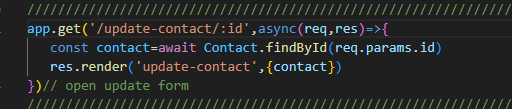 ////////////////////////////////////////////////////////////////////////
app.get('/update-contact/:id',async(req,res)=>{
    const contact=await Contact.findById(req.params.id)
    res.render('update-contact',{contact})
})// open update form
////////////////////////////////////////////////////////////////////////